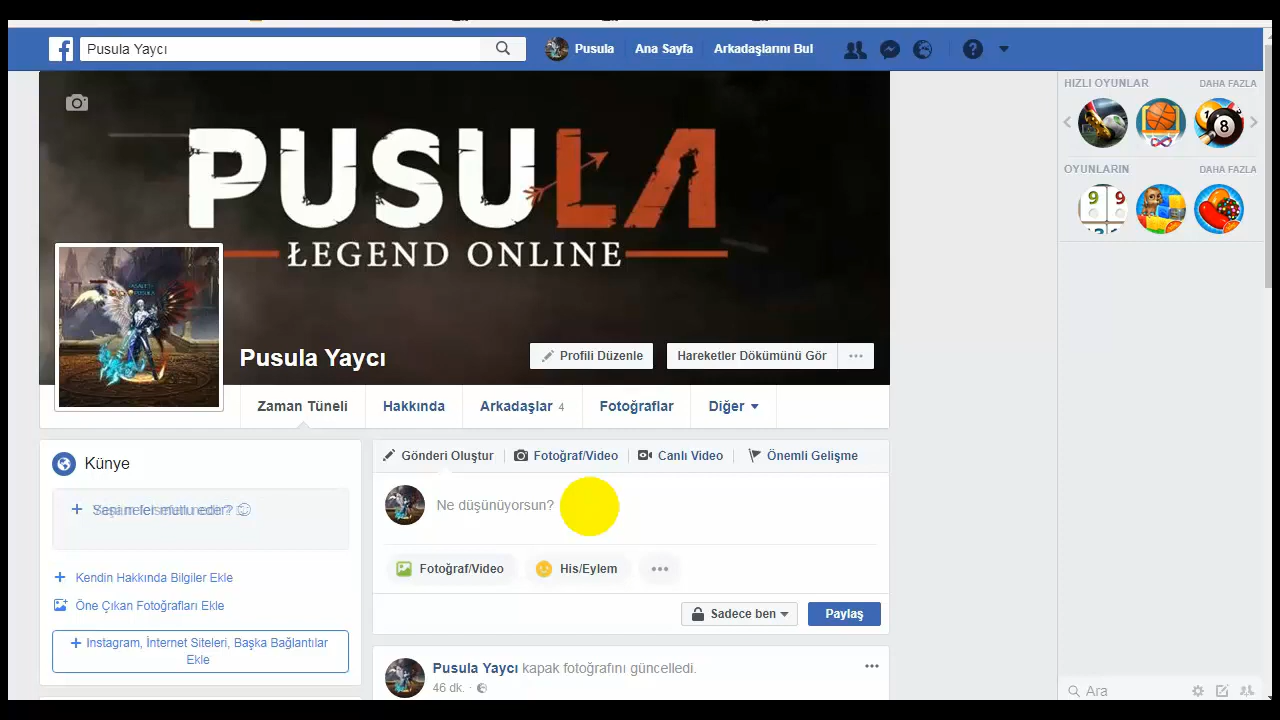 Pusula Yaycı
Pusula
Ana Sayfa
Arkadaşlarını Bul
HIZLI OYUNLAR
DAHA FAZLA
8
OYUNLARIN
DAHA FAZLA
9 9
PUSULA
ŁEGEND ONLINE
Pusula Yaycı
Profili Düzenle
Hareketler Dökümünü Gör
Zaman Tüneli
Hakkında
Arkadaşlar 4
Fotoğraflar
Diğer
Künye
Kendin Hakkında Bilgiler Ekle
Öne Çıkan Fotoğrafları Ekle
Instagram, İnternet Siteleri, Başka Bağlantılar
Ekle
Gönderi Oluştur
Fotoğraf/Video
Canlı Video
Önemli Gelişme
Ne düşünüyorsun?
Fotoğraf/Video
His/Eylem
Sadece ben
Paylaş
Pusula Yaycı kapak fotoğrafını güncelledi.
46 dk. ·
Ara